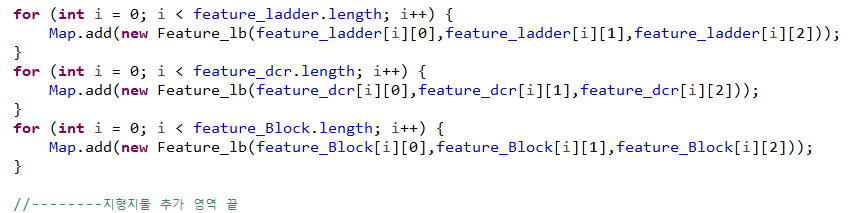 for (int i = 0; i < feature_ladder.length; i++) {
    Map.add(new Feature_lb(feature_ladder[i][0],feature_ladder[i][1],feature_ladder[i][2]));
}
for (int i = 0; i < feature_dcr.length; i++) {
    Map.add(new Feature_lb(feature_dcr[i][0],feature_dcr[i][1],feature_dcr[i][2]));
}
for (int i = 0; i < feature_Block.length; i++) {
    Map.add(new Feature_lb(feature_Block[i][0],feature_Block[i][1],feature_Block[i][2]));
}
//--------지형지물 추가 영역 끝